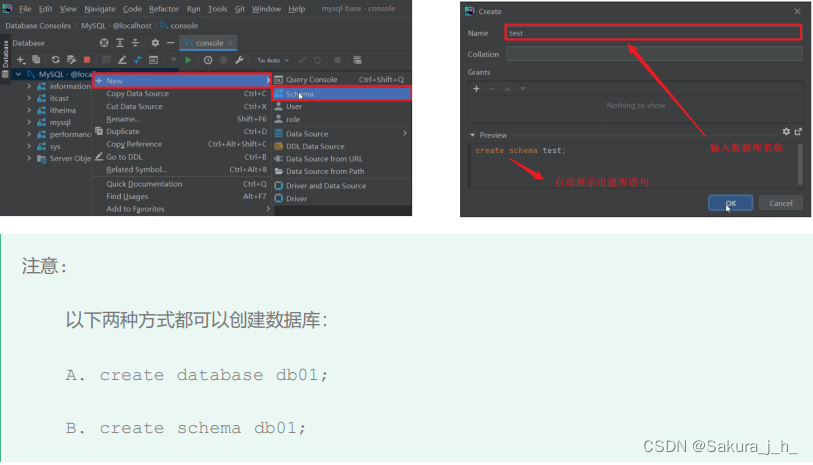 File Edit View Navigate Code Refactor Run Tools Git Window Help mysql-base - console
Database Consoles MySQL - @localhost console
Database
Database
console
Tx: Auto
MySQL - @loca
information_
itcast
itheima
mysql
performance
sys
Server Obje
New
Copy Data Source Ctrl+C
Cut Data Source Ctrl+X
Rename... Shift+F6
Duplicate Ctrl+D
Copy Reference Ctrl+Alt+Shift+C
Go to DDL Ctrl+B
Related Symbol... Ctrl+Alt+B
Quick Documentation Ctrl+Q
Find Usages Alt+F7
Add to Favorites
Query Console Ctrl+Shift+Q
Schema
User
role
Data Source
DDL Data Source
Data Source from URL
Data Source from Path
Driver and Data Source
Driver
Create
Name test
Collation
Grants
Nothing to show
Preview
输入数据库名称
create schema test;
自动展示出建库语句
OK Cancel
注意:
以下两种方式都可以创建数据库:
A. create database db01;
B. create schema db01;
CSDN @Sakura_j_h_